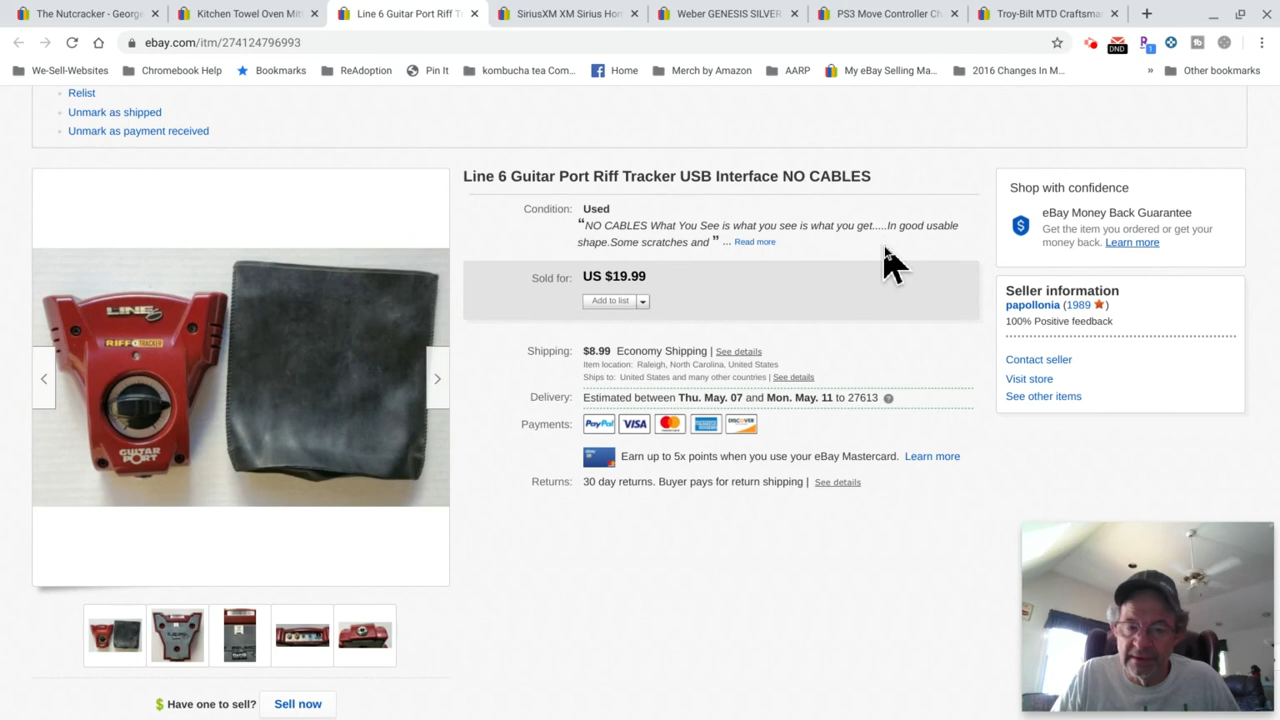 The Nutcracker - George
Kitchen Towel Oven Mitt
Line 6 Guitar Port Riff T
SiriusXM XM Sirius Hom
Weber GENESIS SILVER
PS3 Move Controller Ch
Troy-Bilt MTD Craftsma
ebay.com/itm/274124796993
DND
1
We-Sell-Websites
Chromebook Help
Bookmarks
ReAdoption
Pin It
kombucha tea Com...
Home
Merch by Amazon
AARP
My eBay Selling Ma...
2016 Changes In M...
»
Other bookmarks
Relist
Unmark as shipped
Unmark as payment received
Line 6 Guitar Port Riff Tracker USB Interface NO CABLES
Condition: Used
“NO CABLES What You See is what you see is what you get.....In good usable
shape.Some scratches and ” ... Read more
Sold for: US $19.99
Add to list
Shipping: $8.99 Economy Shipping | See details
Item location: Raleigh, North Carolina, United States
Ships to: United States and many other countries | See details
Delivery: Estimated between Thu. May. 07 and Mon. May. 11 to 27613
Payments: PayPal VISA MasterCard DISCOVER
Earn up to 5x points when you use your eBay Mastercard. Learn more
Returns: 30 day returns. Buyer pays for return shipping | See details
Shop with confidence
eBay Money Back Guarantee
Get the item you ordered or get your
money back. Learn more
Seller information
papollonia (1989 )
100% Positive feedback
Contact seller
Visit store
See other items
LINE 6
RIFF TRACKER
GUITAR
PORT
$ Have one to sell? Sell now